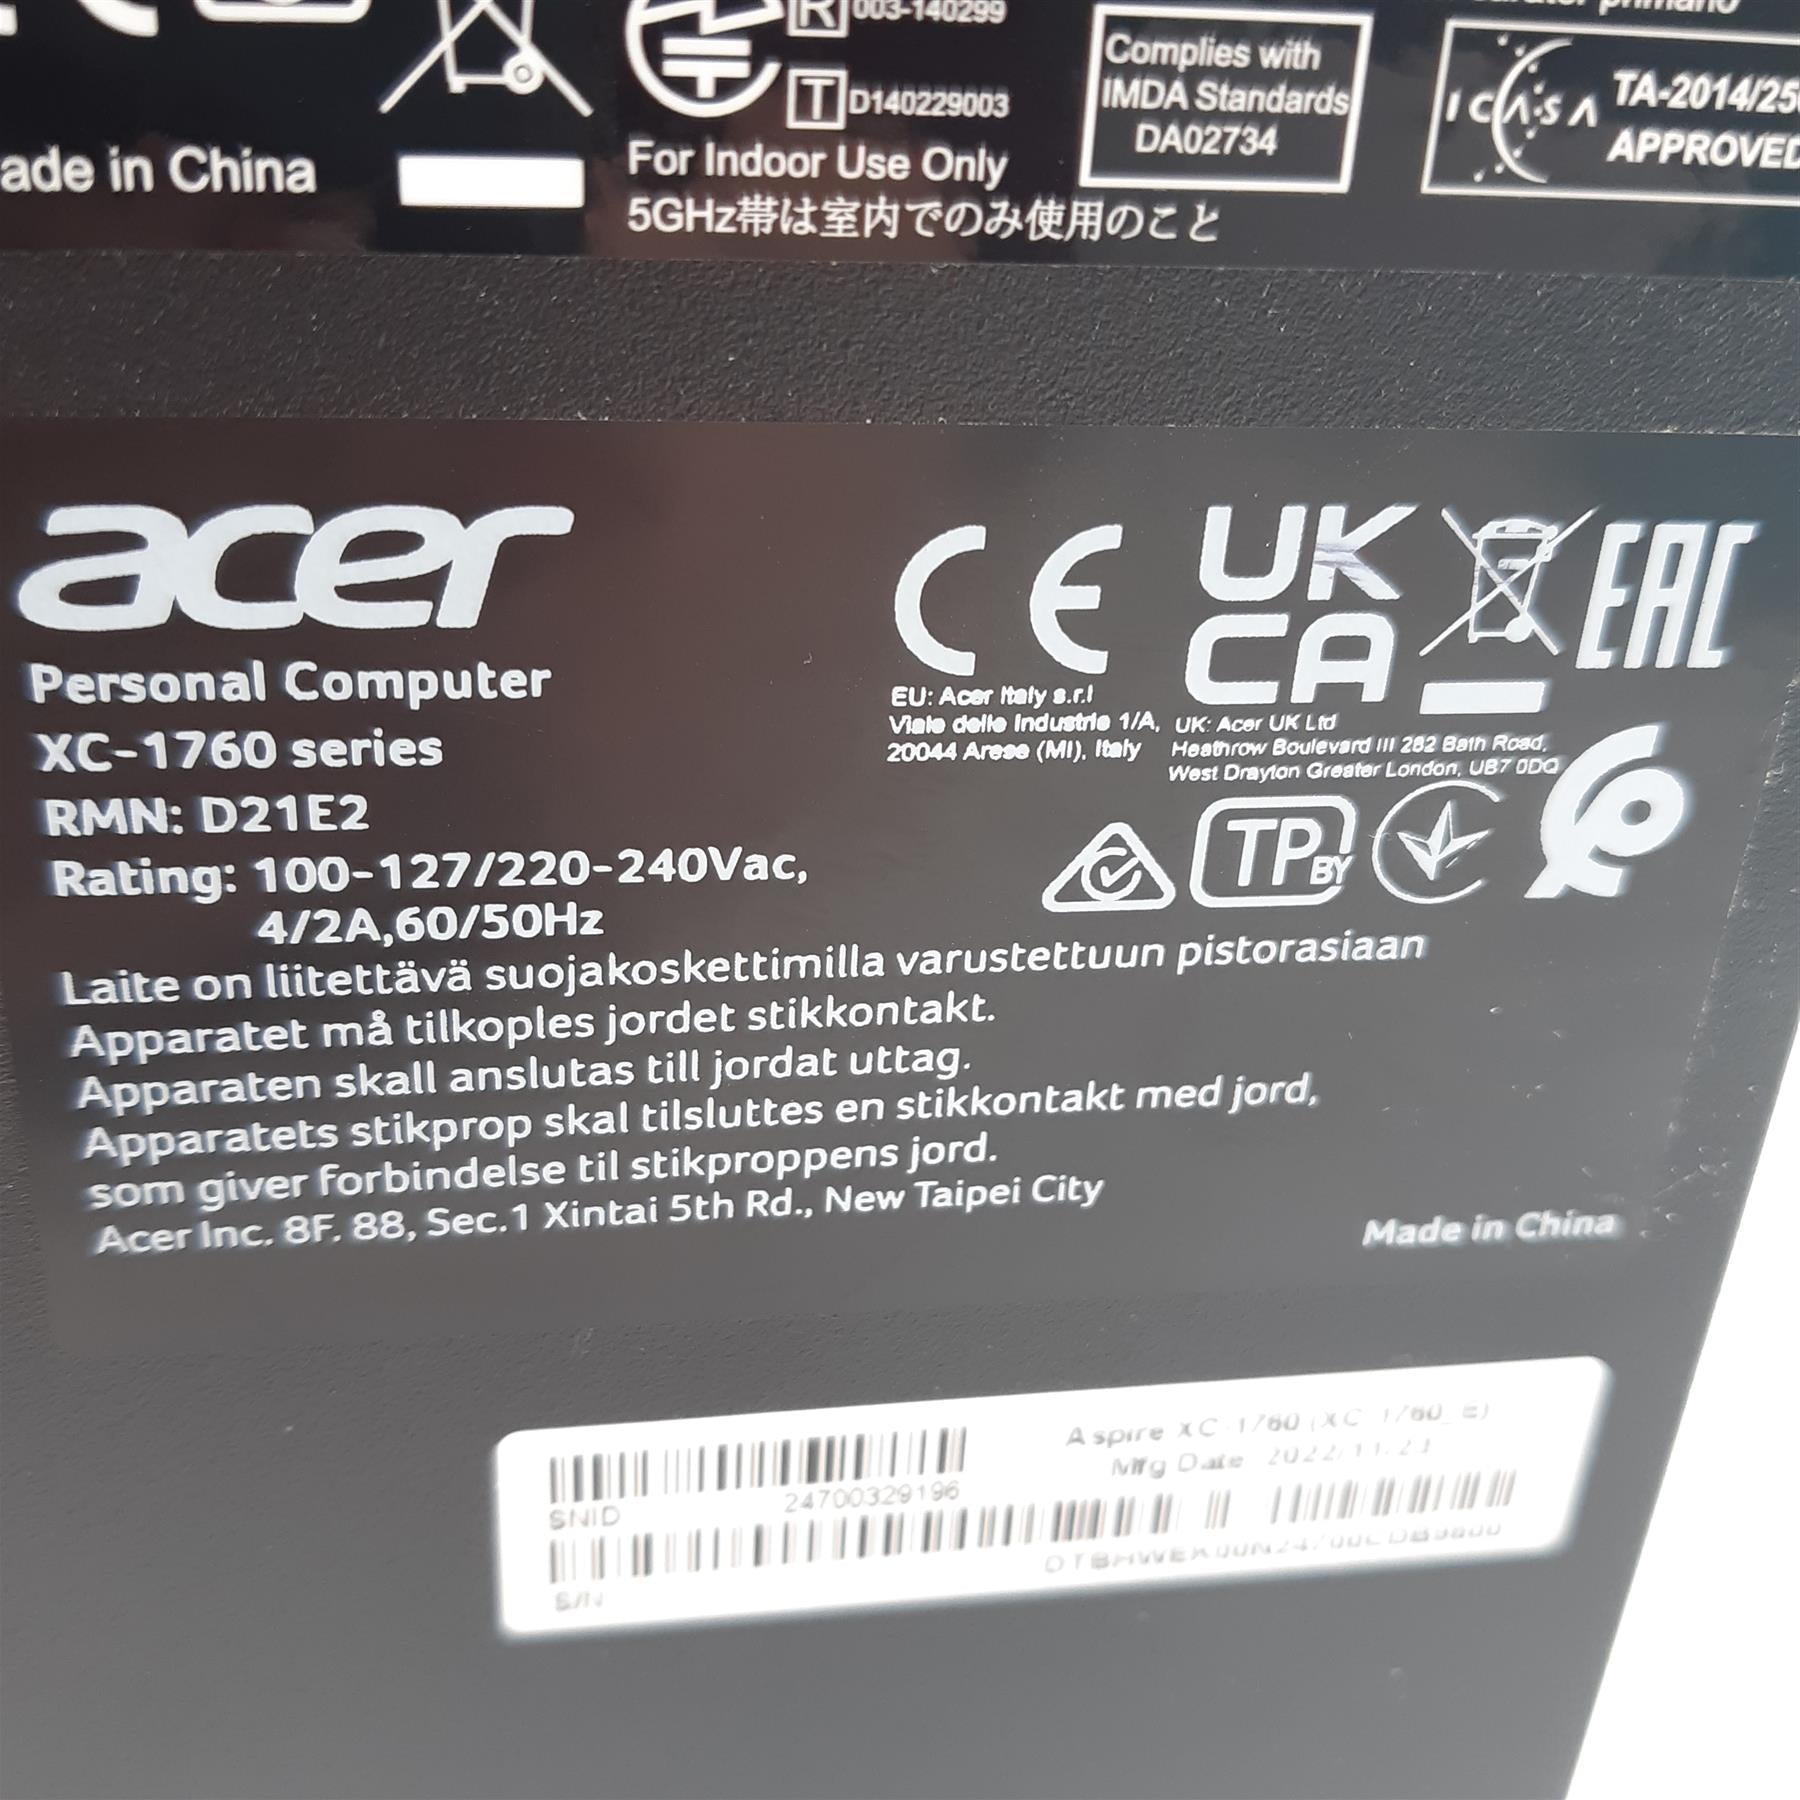 R 003-140299
T D140229003
Complies with
IMDA Standards
DA02734
ICASA
TA-2014/25
APPROVED
ade in China
For Indoor Use Only
5GHz帯は室内でのみ使用のこと
acer
Personal Computer
XC-1760 series
RMN: D21E2
Rating: 100-127/220-240Vac,
4/2A,60/50Hz
CE
UK
CA
EAC
EU: Acer Italy s.r.l
Viale delle Industrie 1/A,
20044 Arese (MI), Italy
UK: Acer UK Ltd
Heathrow Boulevard III 282 Bath Road,
West Drayton Greater London, UB7 0DQ
TP BY
Laite on liitettävä suojakoskettimilla varustettuun pistorasiaan
Apparatet må tilkoples jordet stikkontakt.
Apparaten skall anslutas till jordat uttag.
Apparatets stikprop skal tilsluttes en stikkontakt med jord,
som giver forbindelse til stikproppens jord.
Acer Inc. 8F. 88, Sec.1 Xintai 5th Rd., New Taipei City
Made in China
Aspire XC-1760 (XC-1760_E)
Mfg Date
SNID 24700329196
S/N